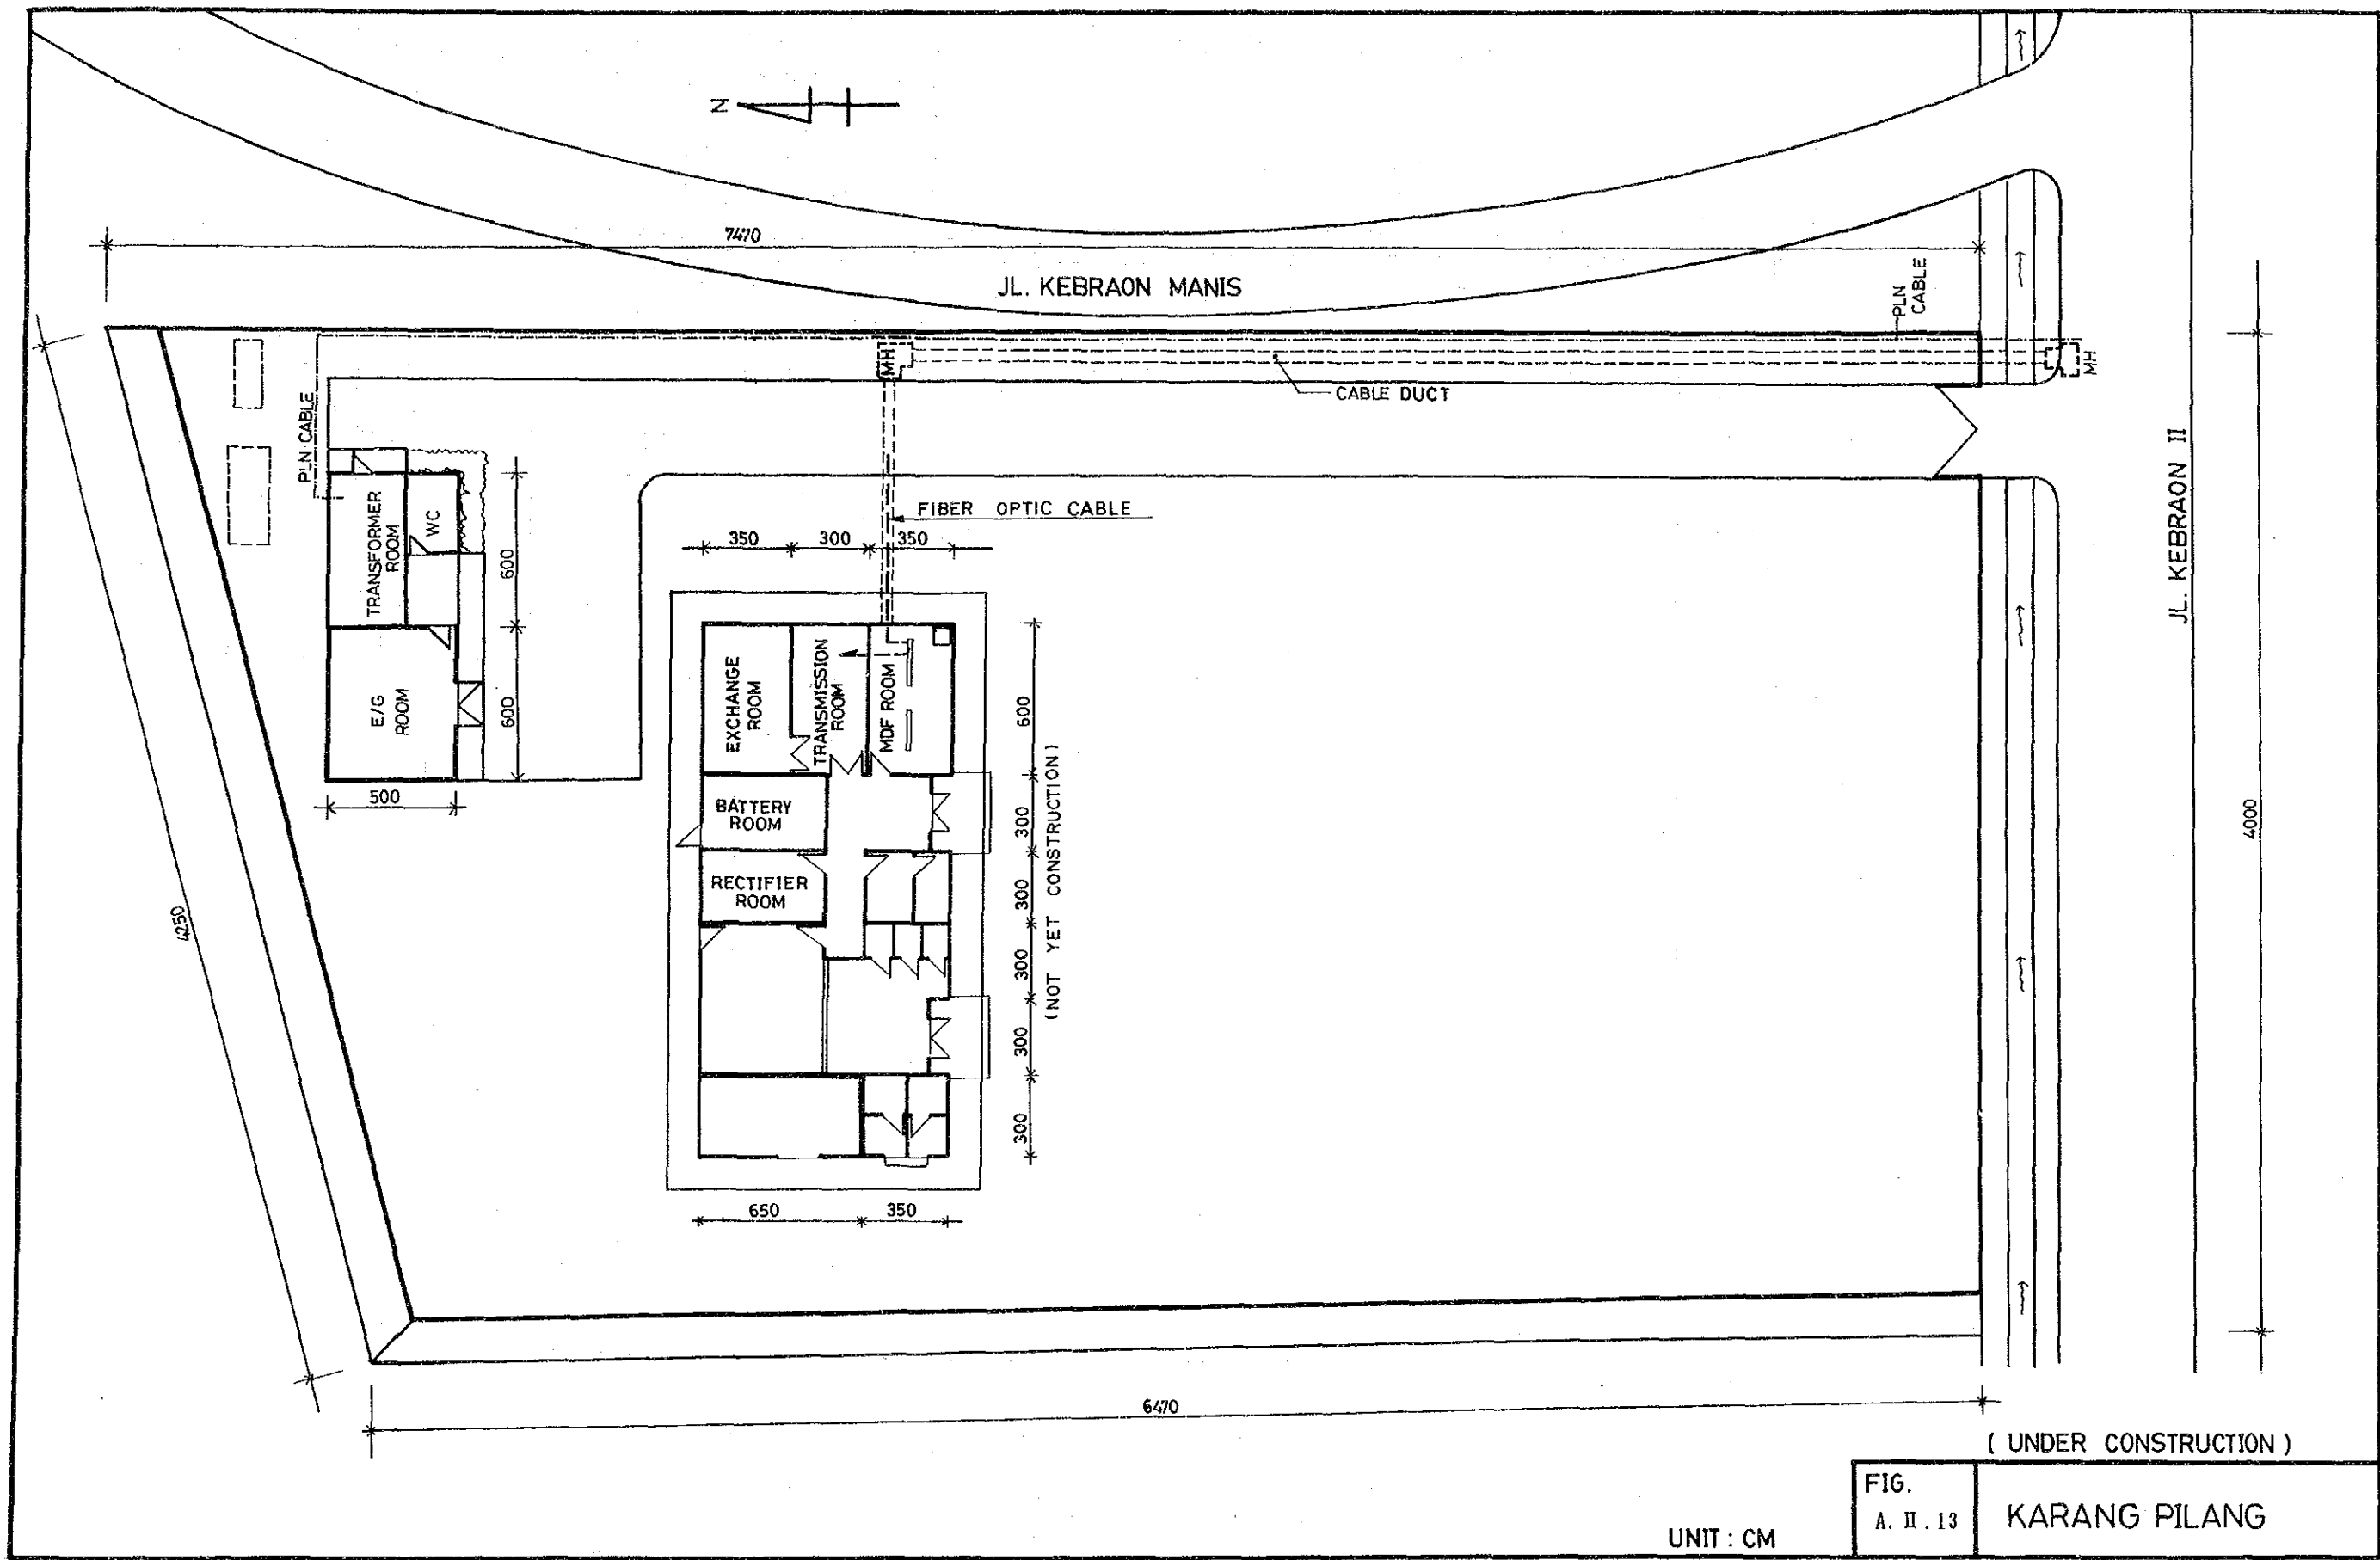 N
7470
JL. KEBRAON MANIS
PLN
CABLE
MH
MH
CABLE DUCT
PLN CABLE
JL. KEBRAON II
4000
FIBER OPTIC CABLE
350
300
350
TRANSFORMER
ROOM
WC
600
E/G
ROOM
600
500
EXCHANGE
ROOM
TRANSMISSION
ROOM
MDF ROOM
600
BATTERY
ROOM
300
RECTIFIER
ROOM
300
300
300
300
(NOT YET CONSTRUCTION)
4250
650
350
6470
( UNDER CONSTRUCTION )
FIG.
A. II . 13
KARANG PILANG
UNIT : CM